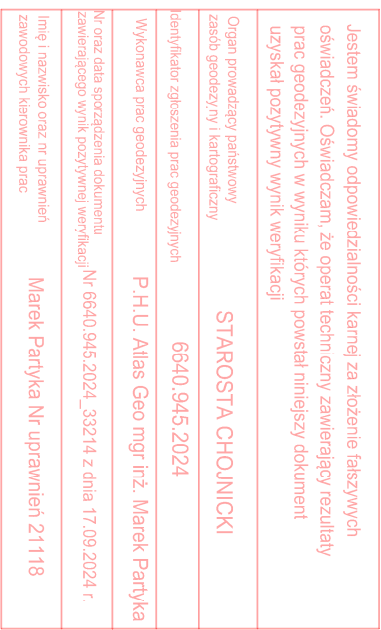 Jestem świadomy odpowiedzialności karnej za złożenie fałszywych
oświadczeń. Oświadczam, że operat techniczny zawierający rezultaty
prac geodezyjnych w wyniku których powstał niniejszy dokument
uzyskał pozytywny wynik weryfikacji
Organ prowadzący państwowy
zasób geodezyjny i kartograficzny
STAROSTA CHOJNICKI
Identyfikator zgłoszenia prac geodezyjnych
6640.945.2024
Wykonawca prac geodezyjnych
P.H.U. Atlas Geo mgr inż. Marek Partyka
Nr oraz data sporządzenia dokumentu
zawierającego wynik pozytywnej weryfikacji
Nr 6640.945.2024_33214 z dnia 17.09.2024 r.
Imię i nazwisko oraz nr uprawnień
zawodowych kierownika prac
Marek Partyka Nr uprawnień 21118